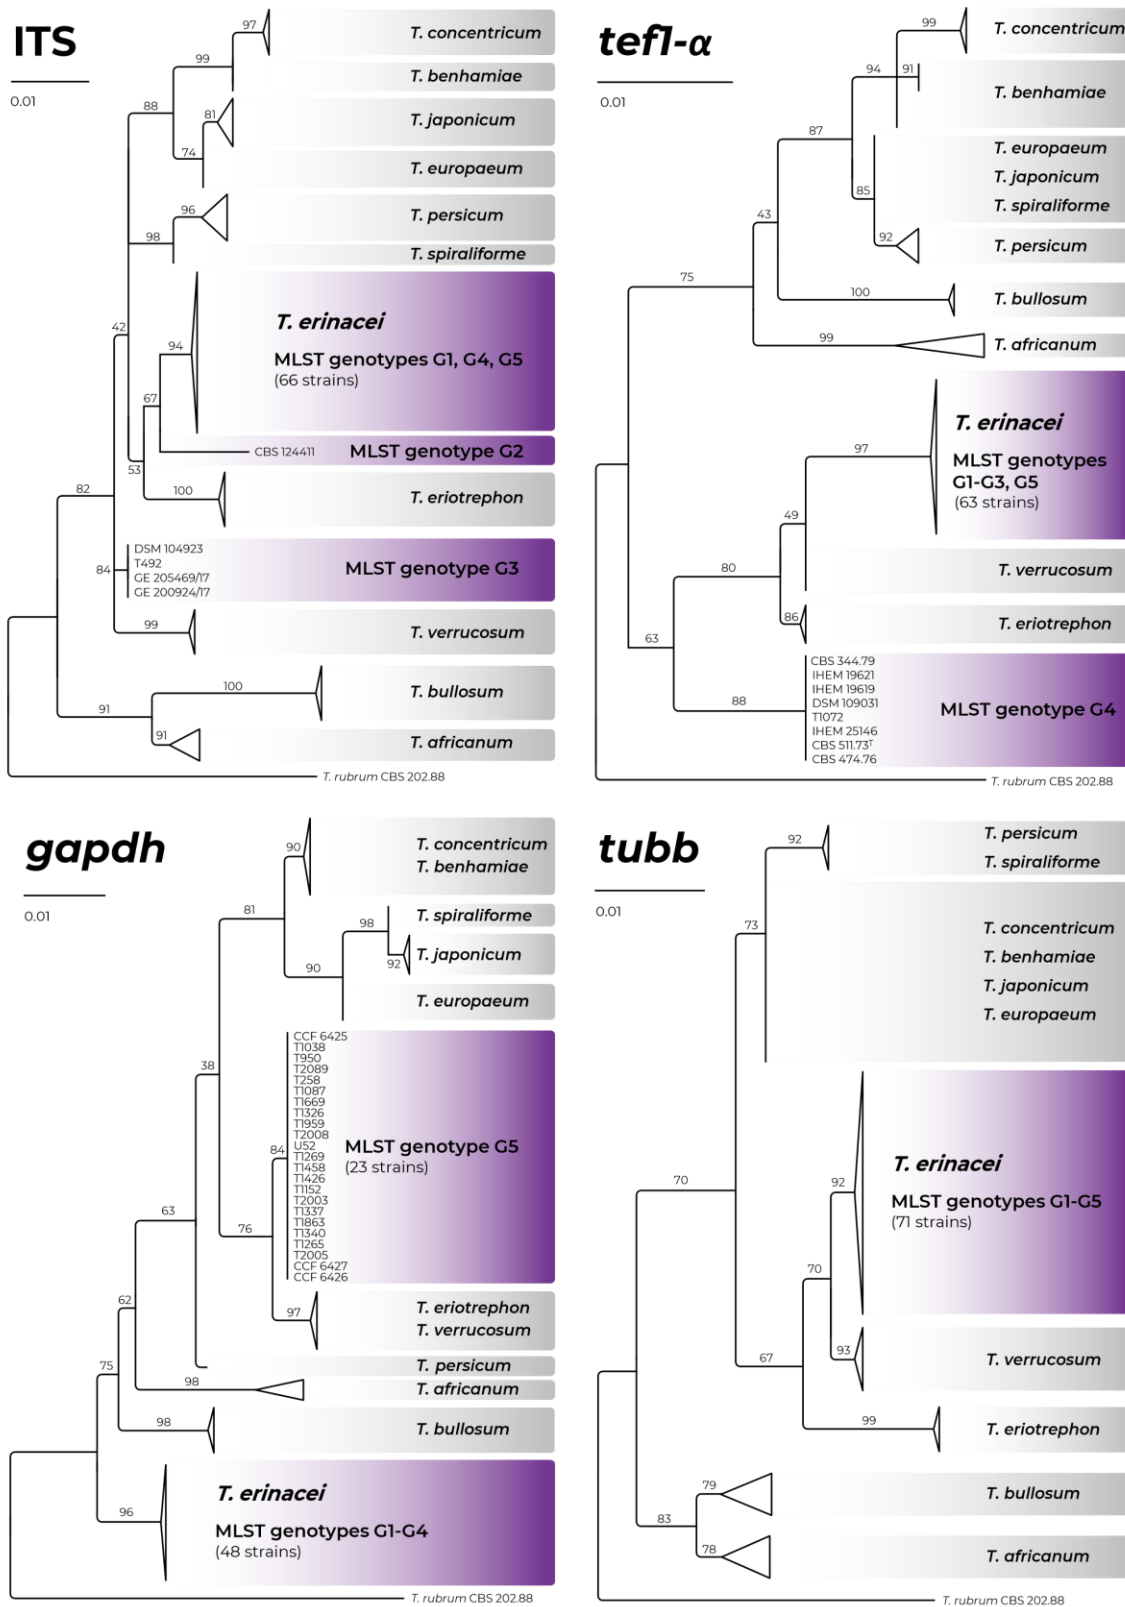 ITS
0.01
97
T. concentricum
99
T. benhamiae
88
81
T. japonicum
74
T. europaeum
96
T. persicum
98
T. spiraliforme
42
T. erinacei
94
MLST genotypes G1, G4, G5
(66 strains)
67
CBS 124411
MLST genotype G2
53
100
T. eriotrephon
82
84
DSM 104923
T492
GE 205469/17
GE 200924/17
MLST genotype G3
99
T. verrucosum
100
T. bullosum
91
91
T. africanum
T. rubrum CBS 202.88
tef1-α
0.01
99
T. concentricum
94
91
T. benhamiae
87
T. europaeum
T. japonicum
85
T. spiraliforme
43
92
T. persicum
75
100
T. bullosum
99
T. africanum
T. erinacei
97
MLST genotypes
G1-G3, G5
(63 strains)
49
80
T. verrucosum
86
T. eriotrephon
63
88
CBS 344.79
IHEM 19621
IHEM 19619
DSM 109031
T1072
IHEM 25146
CBS 511.73ᵀ
CBS 474.76
MLST genotype G4
T. rubrum CBS 202.88
gapdh
0.01
90
T. concentricum
T. benhamiae
81
98
T. spiraliforme
92
T. japonicum
90
T. europaeum
38
CCF 6425
T1038
T950
T2089
T258
T1087
T1669
T1326
T1959
T2008
U52
T1269
T1458
T1426
T1152
T2003
T1337
T1863
T1340
T1265
T2005
CCF 6427
CCF 6426
84
MLST genotype G5
(23 strains)
63
76
97
T. eriotrephon
T. verrucosum
62
T. persicum
75
98
T. africanum
98
T. bullosum
T. erinacei
96
MLST genotypes G1-G4
(48 strains)
T. rubrum CBS 202.88
tubb
0.01
92
T. persicum
T. spiraliforme
73
T. concentricum
T. benhamiae
T. japonicum
T. europaeum
T. erinacei
70
92
MLST genotypes G1-G5
(71 strains)
70
67
93
T. verrucosum
99
T. eriotrephon
79
T. bullosum
83
78
T. africanum
T. rubrum CBS 202.88